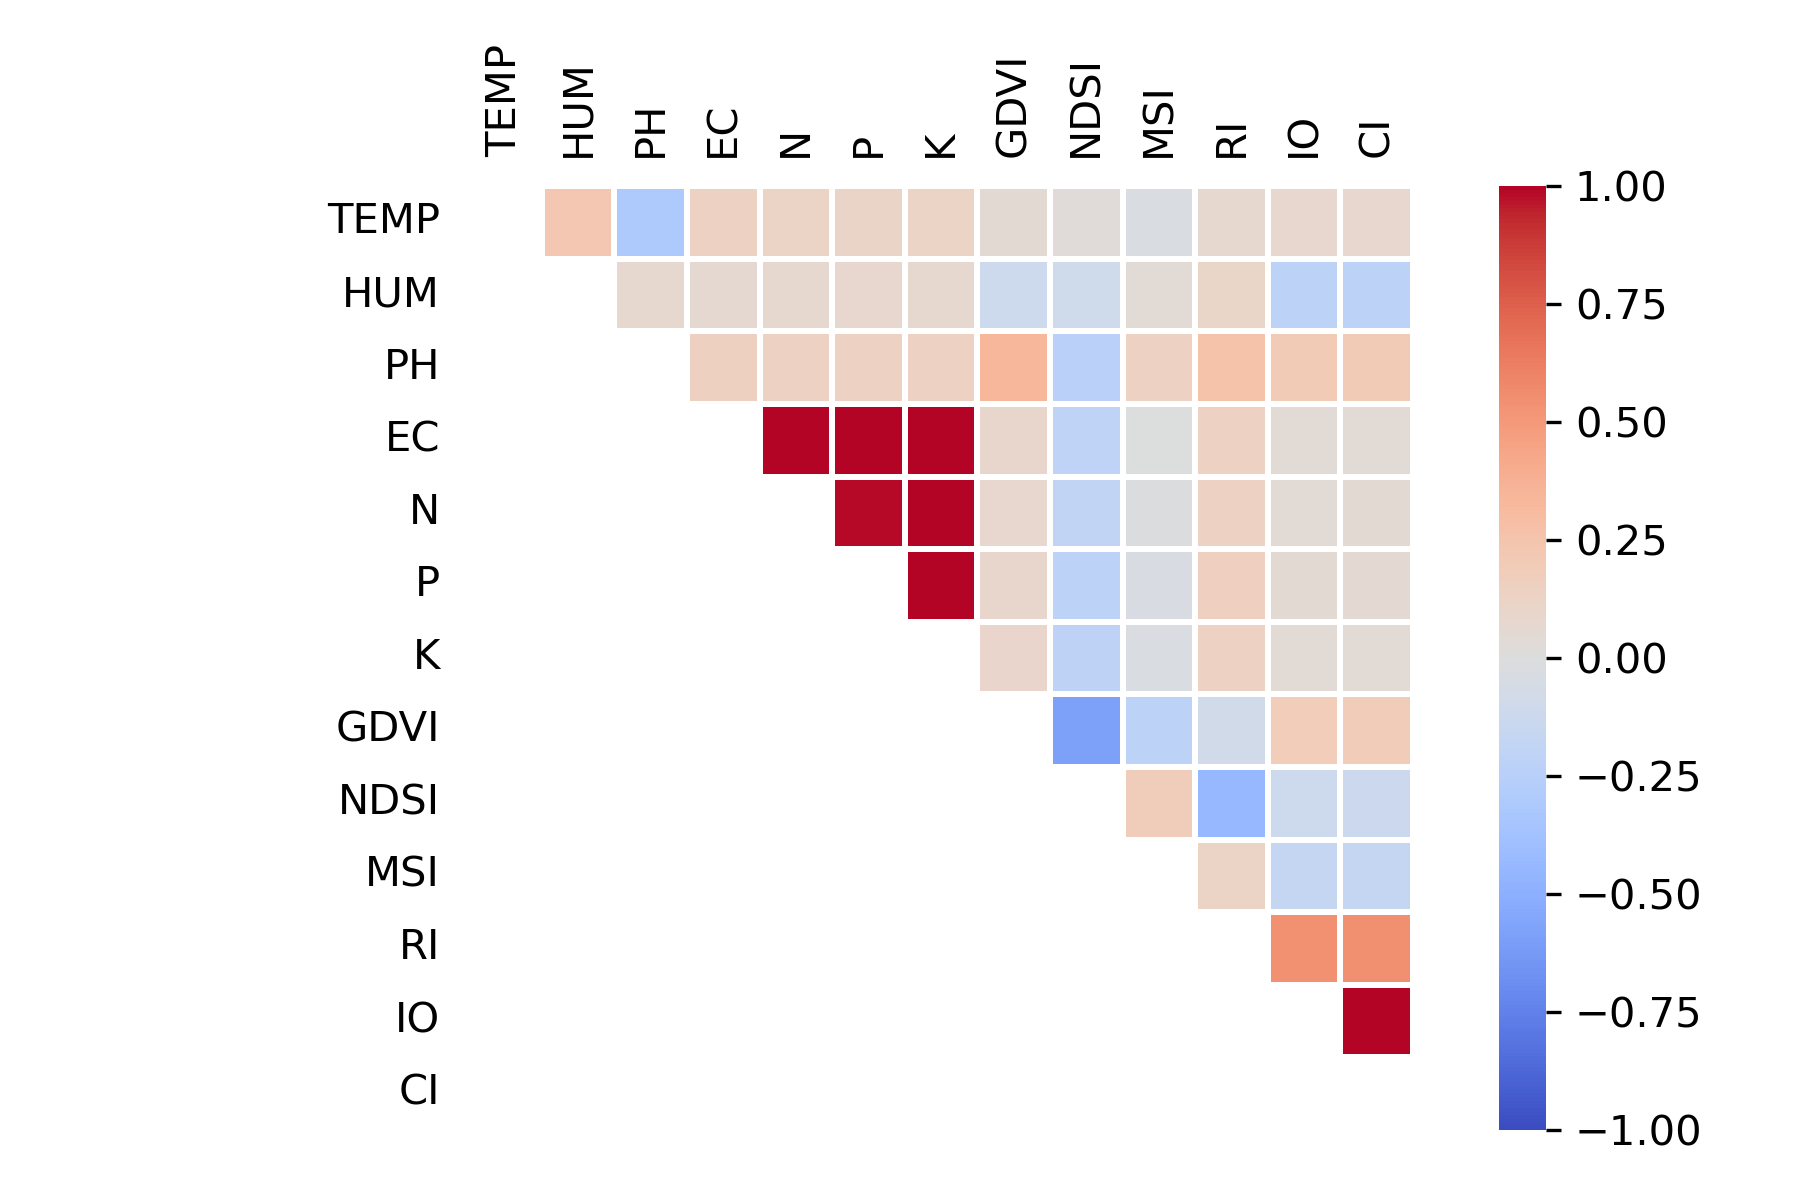 TEMP HUM PH EC N P K GDVI NDSI MSI RI IO CI
TEMP
HUM
PH
EC
N
P
K
GDVI
NDSI
MSI
RI
IO
CI
1.00
0.75
0.50
0.25
0.00
−0.25
−0.50
−0.75
−1.00